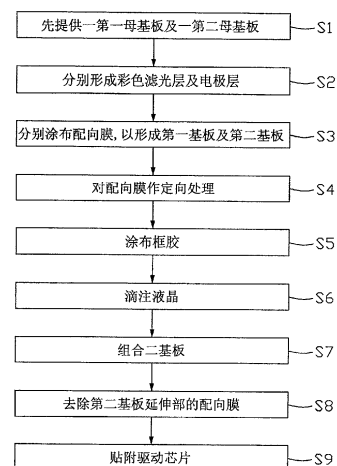 先提供一第一母基板及一第二母基板 S1
分别形成彩色滤光层及电极层 S2
分别涂布配向膜,以形成第一基板及第二基板 S3
对配向膜作定向处理 S4
涂布框胶 S5
滴注液晶 S6
组合二基板 S7
去除第二基板延伸部的配向膜 S8
贴附驱动芯片 S9